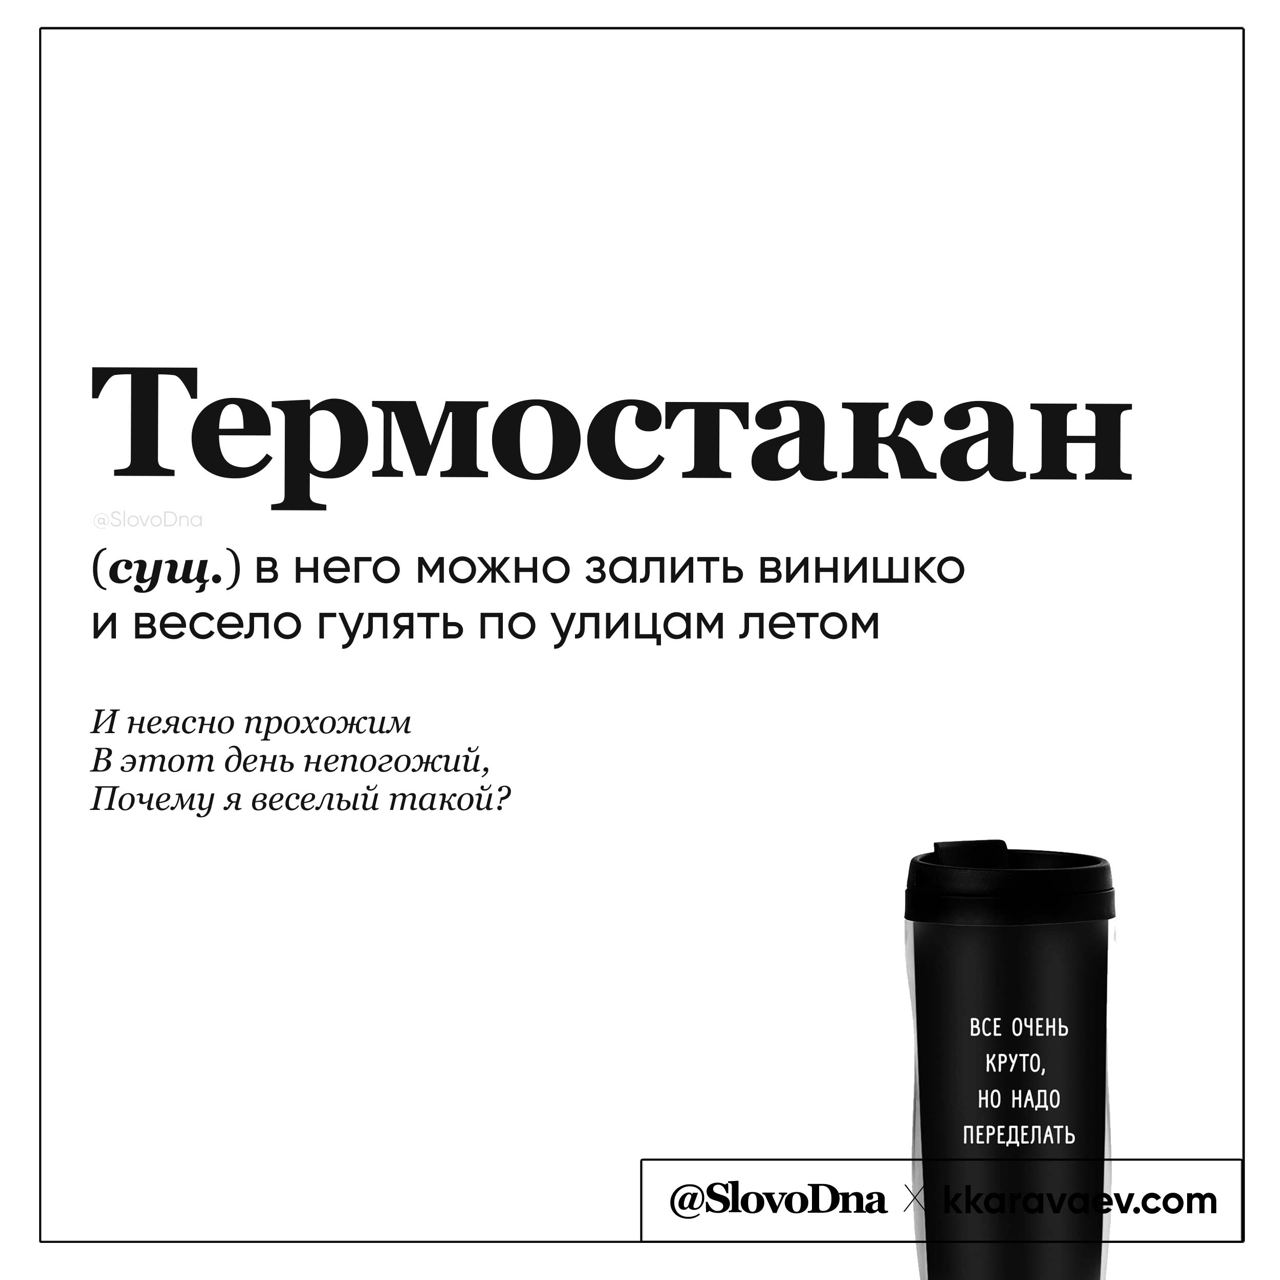 Термостакан
@SlovoDna
(сущ.) в него можно залить винишко
и весело гулять по улицам летом
И неясно прохожим
В этот день непогожий,
Почему я веселый такой?
ВСЕ ОЧЕНЬ
КРУТО,
НО НАДО
ПЕРЕДЕЛАТЬ
@SlovoDna × kkaravaev.com